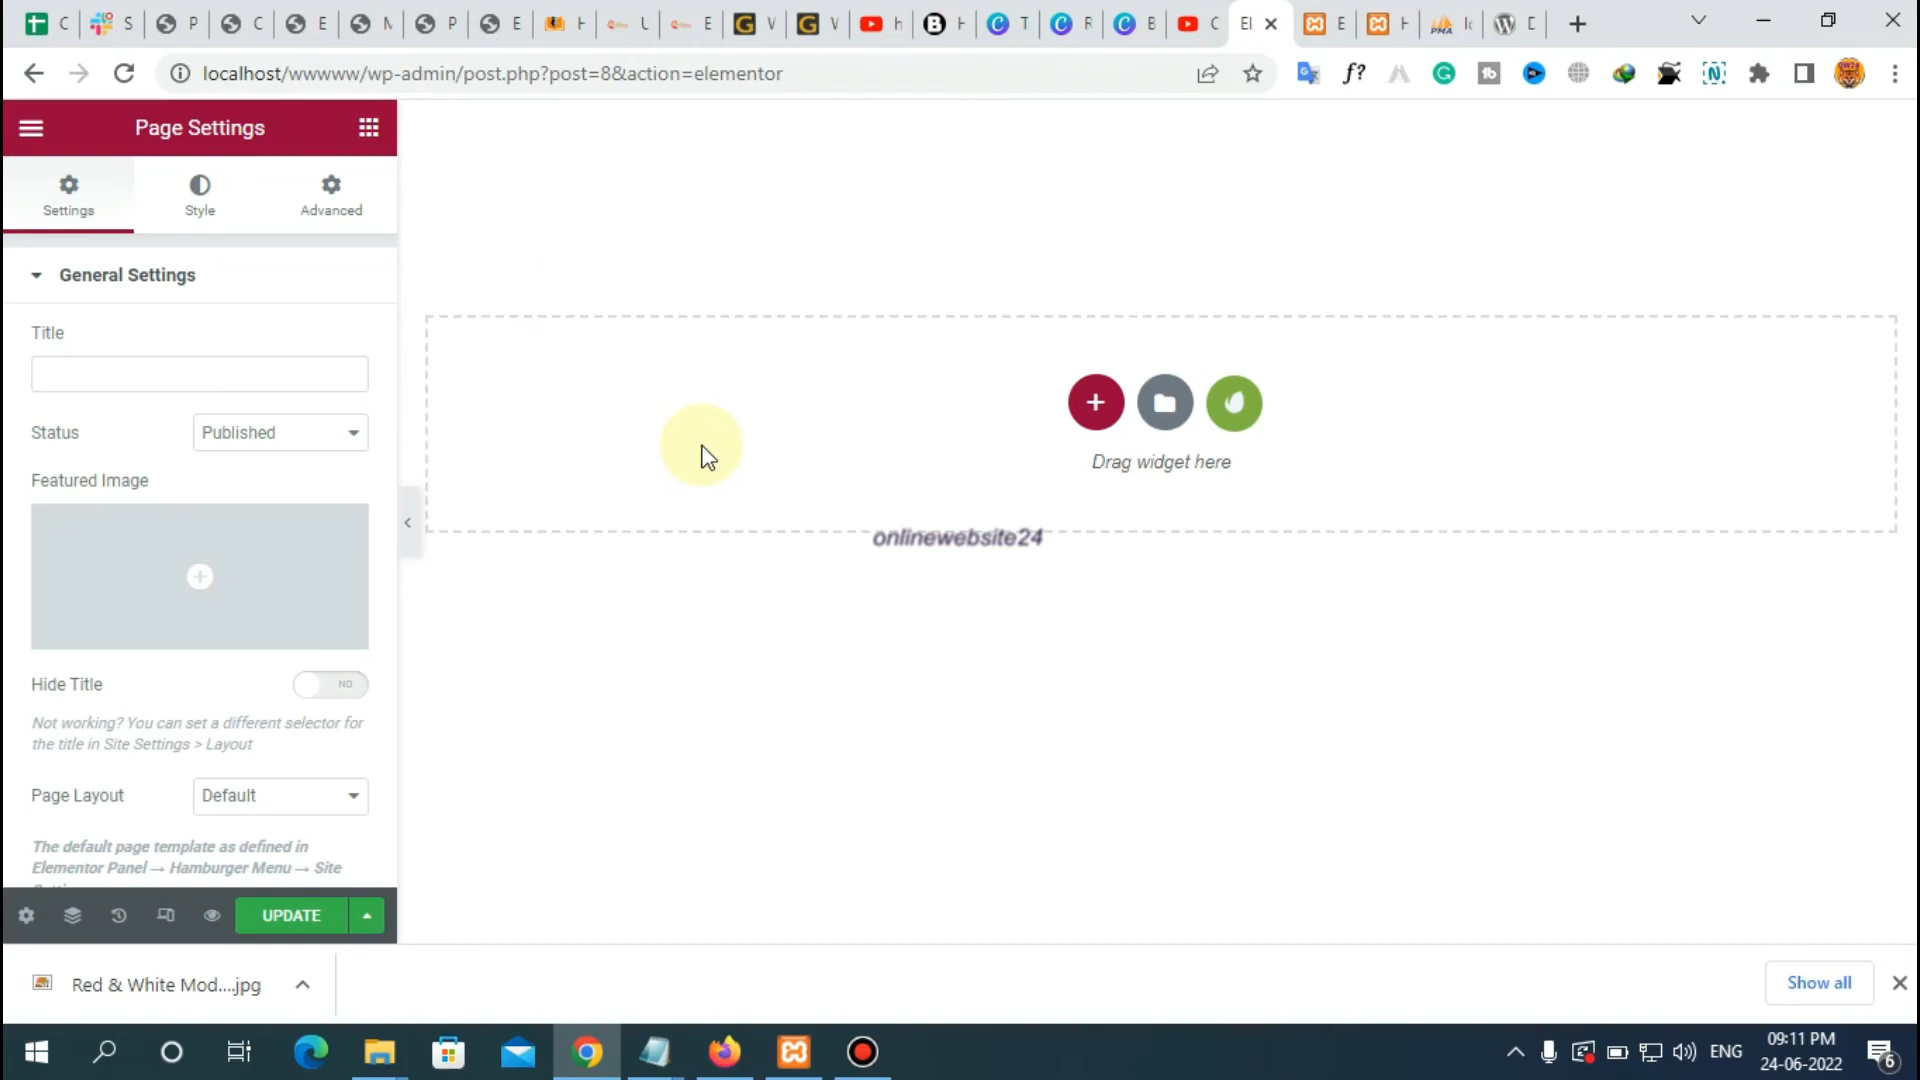 C S P C E M P E H U E G V G V h B H C T C R C B C El E H lc D
localhost/wwwww/wp-admin/post.php?post=8&action=elementor
f?
Page Settings
Settings Style Advanced
General Settings
Title
Status Published
Featured Image
Hide Title NO
Not working? You can set a different selector for
the title in Site Settings > Layout
Page Layout Default
The default page template as defined in
Elementor Panel → Hamburger Menu → Site
UPDATE
Drag widget here
onlinewebsite24
Red & White Mod....jpg
Show all
ENG
09:11 PM
24-06-2022
6